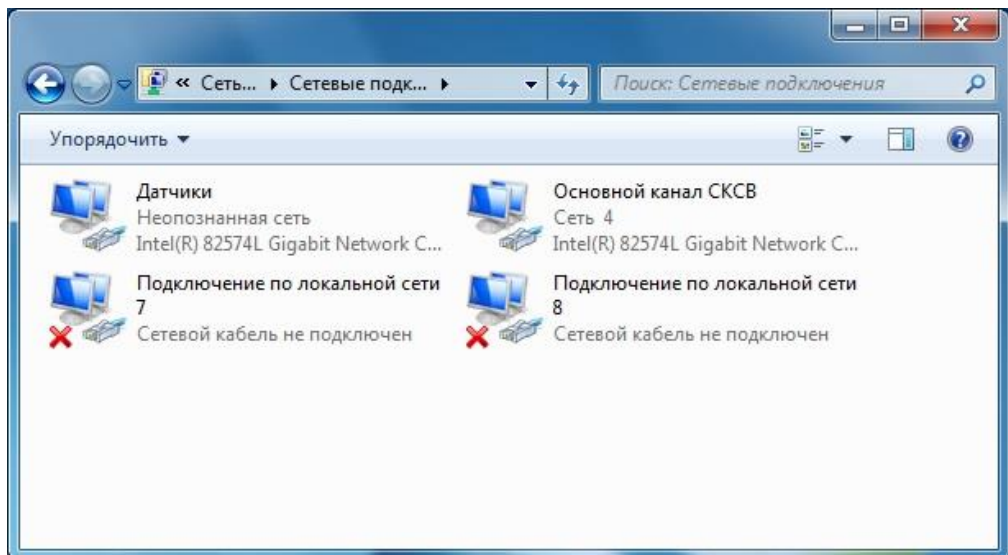 « Сеть... ▸ Сетевые подк... ▸
Поиск: Сетевые подключения
Упорядочить
Датчики
Неопознанная сеть
Intel(R) 82574L Gigabit Network C...
Основной канал СКСВ
Сеть 4
Intel(R) 82574L Gigabit Network C...
Подключение по локальной сети
7
Сетевой кабель не подключен
Подключение по локальной сети
8
Сетевой кабель не подключен